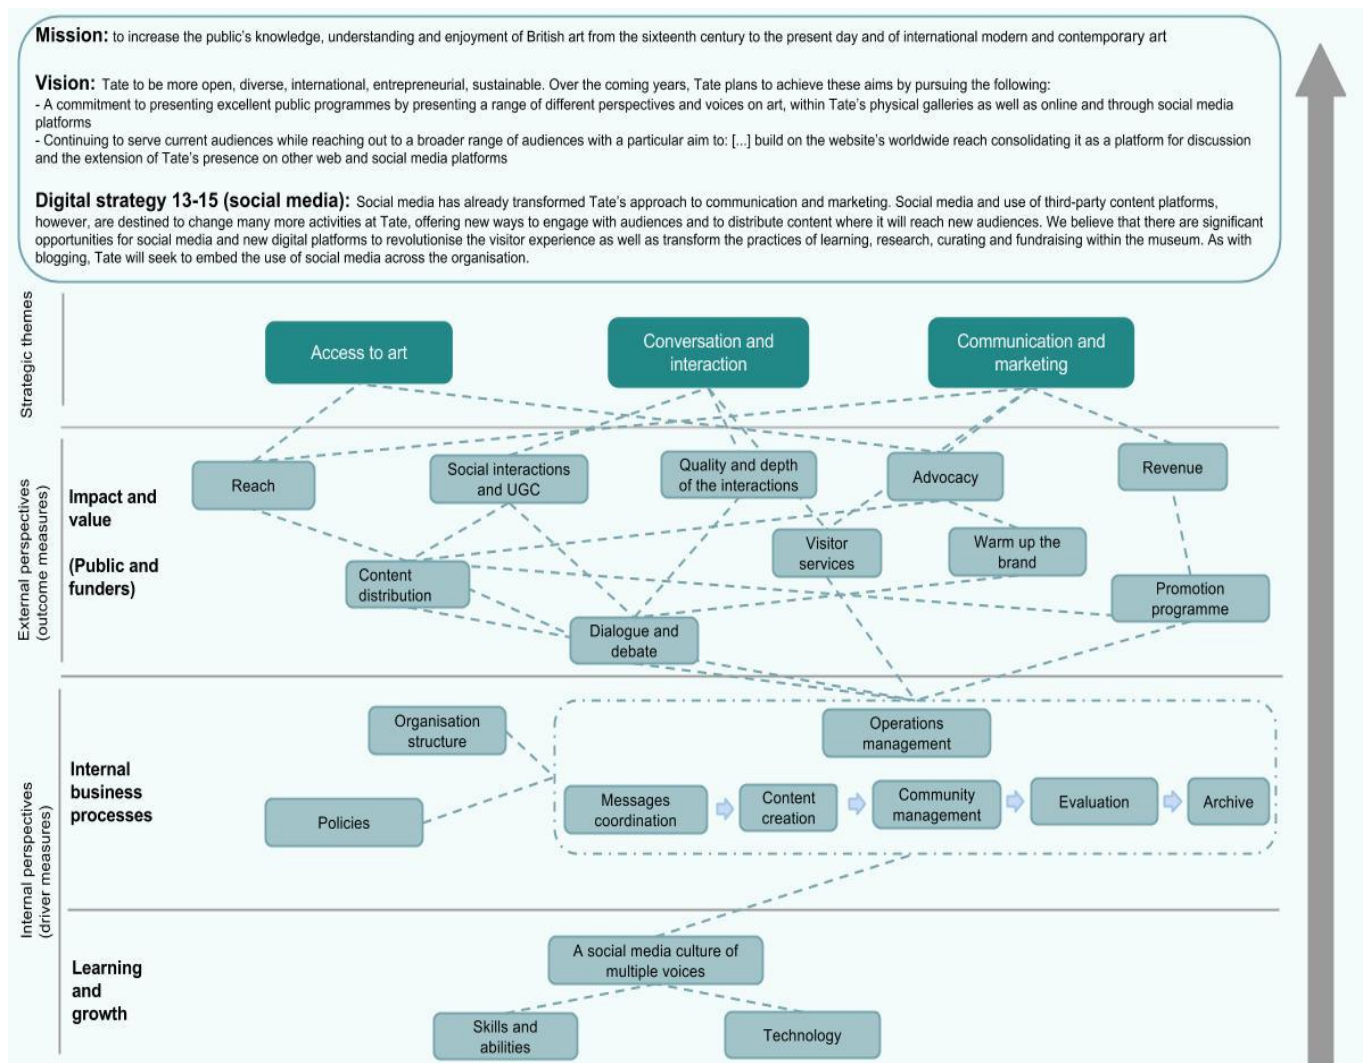 Mission: to increase the public's knowledge, understanding and enjoyment of British art from the sixteenth century to the present day and of international modern and contemporary art
Vision: Tate to be more open, diverse, international, entrepreneurial, sustainable. Over the coming years, Tate plans to achieve these aims by pursuing the following:
- A commitment to presenting excellent public programmes by presenting a range of different perspectives and voices on art, within Tate's physical galleries as well as online and through social media
platforms
- Continuing to serve current audiences while reaching out to a broader range of audiences with a particular aim to: [...] build on the website's worldwide reach consolidating it as a platform for discussion
and the extension of Tate's presence on other web and social media platforms
Digital strategy 13-15 (social media): Social media has already transformed Tate's approach to communication and marketing. Social media and use of third-party content platforms,
however, are destined to change many more activities at Tate, offering new ways to engage with audiences and to distribute content where it will reach new audiences. We believe that there are significant
opportunities for social media and new digital platforms to revolutionise the visitor experience as well as transform the practices of learning, research, curating and fundraising within the museum. As with
blogging, Tate will seek to embed the use of social media across the organisation.
Strategic themes
Access to art
Conversation and
interaction
Communication and
marketing
External perspectives
(outcome measures)
Impact and
value
(Public and
funders)
Reach
Social interactions
and UGC
Quality and depth
of the interactions
Advocacy
Revenue
Visitor
services
Warm up the
brand
Content
distribution
Promotion
programme
Dialogue and
debate
Internal perspectives
(driver measures)
Internal
business
processes
Organisation
structure
Policies
Operations
management
Messages
coordination
Content
creation
Community
management
Evaluation
Archive
Learning
and
growth
A social media culture of
multiple voices
Skills and
abilities
Technology